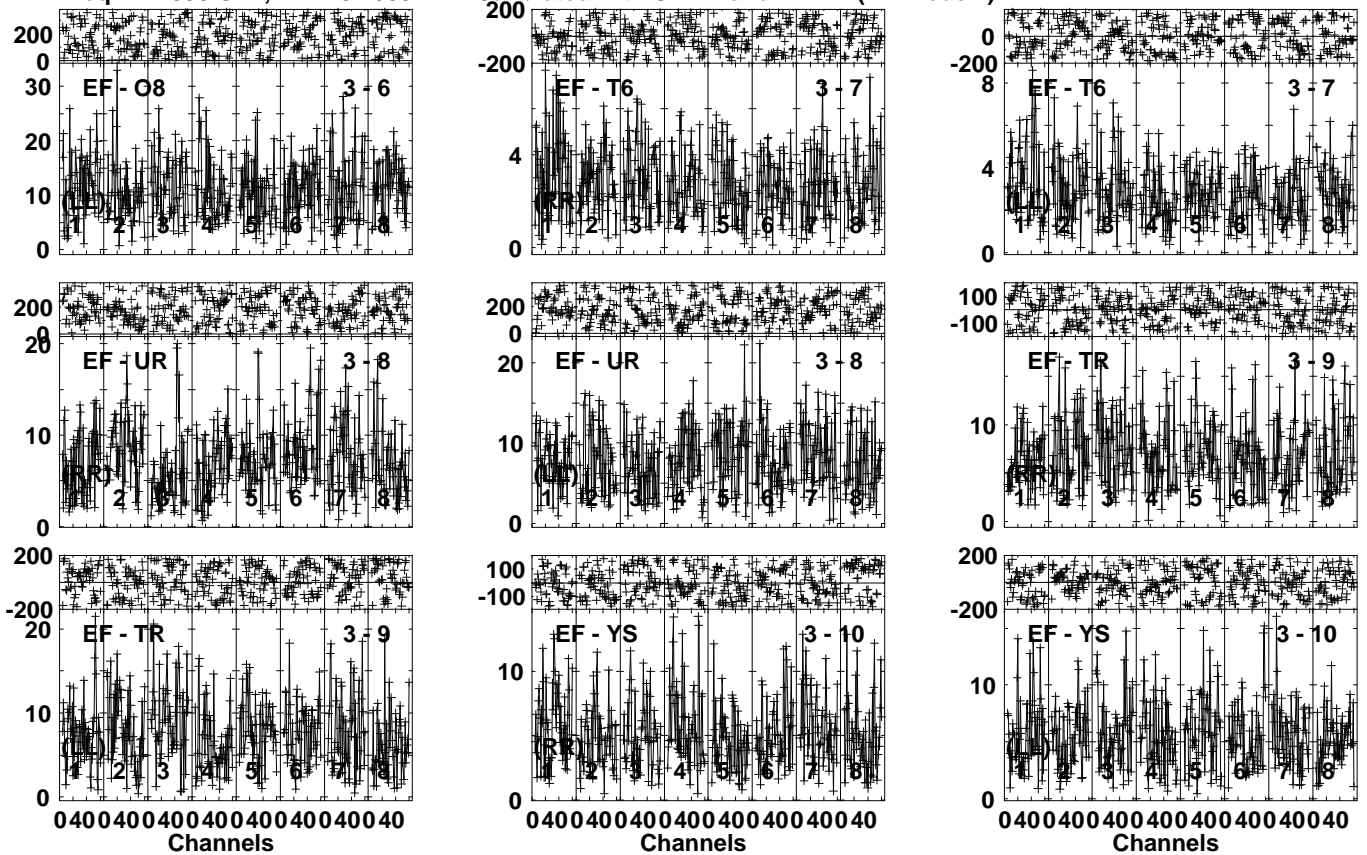 200 200 0
0 -200 -200
30 EF - O8 3 - 6 EF - T6 3 - 7 8 EF - T6 3 - 7
20 4 4
10 (LL) (RR) (LL)
1 2 3 4 5 6 7 8 1 2 3 4 5 6 7 8 1 2 3 4 5 6 7 8
0 0 0
200 200 100
0 0 -100
20 EF - UR 3 - 8 20 EF - UR 3 - 8 EF - TR 3 - 9
10 10 10
(RR) (LL) (RR)
1 2 3 4 5 6 7 8 1 2 3 4 5 6 7 8 1 2 3 4 5 6 7 8
0 0 0
200 100 200
-200 -100 -200
20 EF - TR 3 - 9 EF - YS 3 - 10 EF - YS 3 - 10
10 10 10
(LL) (RR) (LL)
1 2 3 4 5 6 7 8 1 2 3 4 5 6 7 8 1 2 3 4 5 6 7 8
0 0 0
0 40 0 40 0 40 0 40 0 40 0 40 0 40 0 40 0 40 0 40 0 40 0 40 0 40 0 40 0 40 0 40 0 40 0 40 0 40 0 40 0 40 0 40 0 40 0 40
Channels Channels Channels